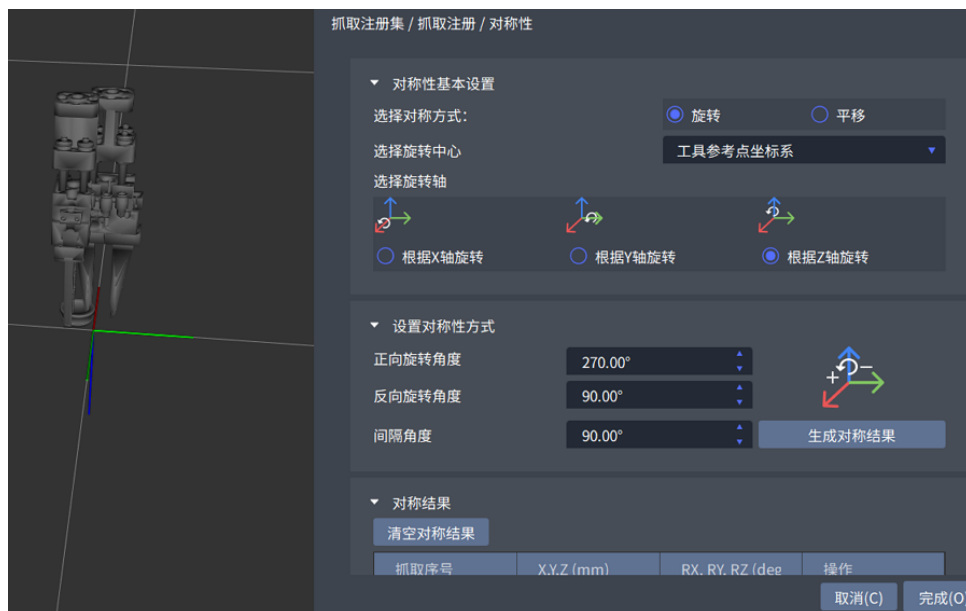 抓取注册集 / 抓取注册 / 对称性
对称性基本设置
选择对称方式： 旋转 平移
选择旋转中心 工具参考点坐标系
选择旋转轴
根据X轴旋转 根据Y轴旋转 根据Z轴旋转
设置对称性方式
正向旋转角度 270.00°
反向旋转角度 90.00°
+ −
间隔角度 90.00° 生成对称结果
对称结果
清空对称结果
抓取序号 X,Y,Z (mm) RX, RY, RZ (deg 操作
取消(C) 完成(O